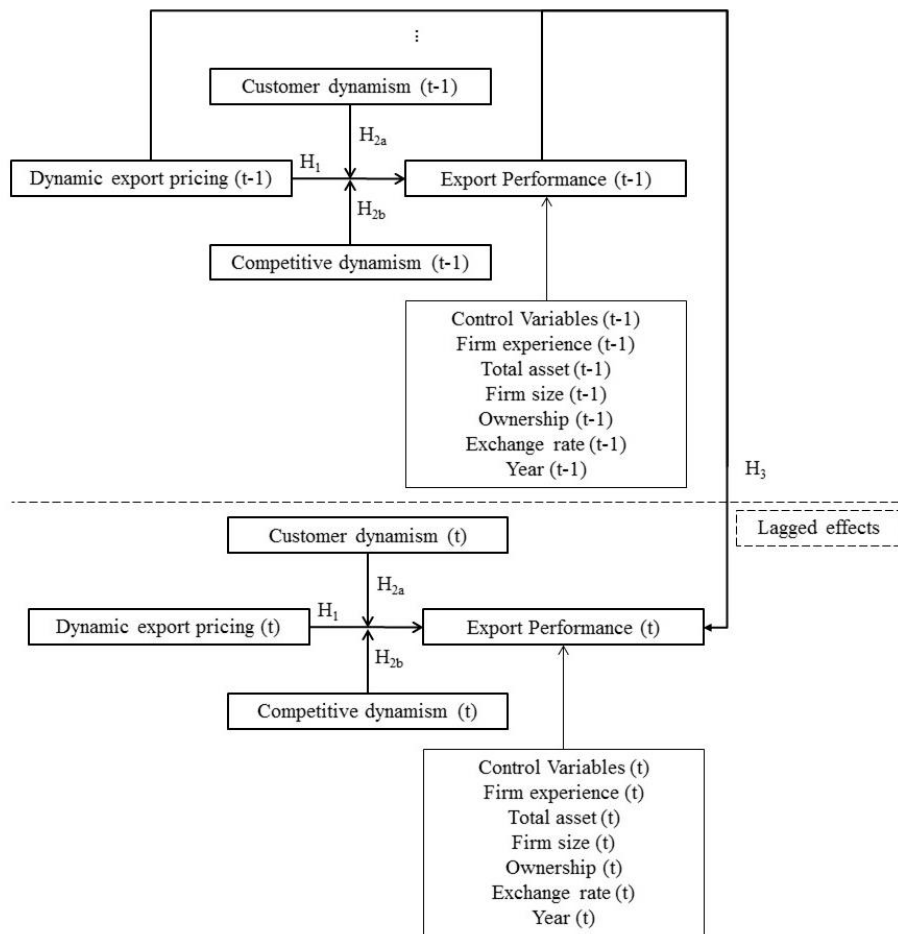 ⋮
Customer dynamism (t-1)
H2a
H1
Dynamic export pricing (t-1)
Export Performance (t-1)
H2b
Competitive dynamism (t-1)
Control Variables (t-1)
Firm experience (t-1)
Total asset (t-1)
Firm size (t-1)
Ownership (t-1)
Exchange rate (t-1)
Year (t-1)
H3
Lagged effects
Customer dynamism (t)
H2a
H1
Dynamic export pricing (t)
Export Performance (t)
H2b
Competitive dynamism (t)
Control Variables (t)
Firm experience (t)
Total asset (t)
Firm size (t)
Ownership (t)
Exchange rate (t)
Year (t)